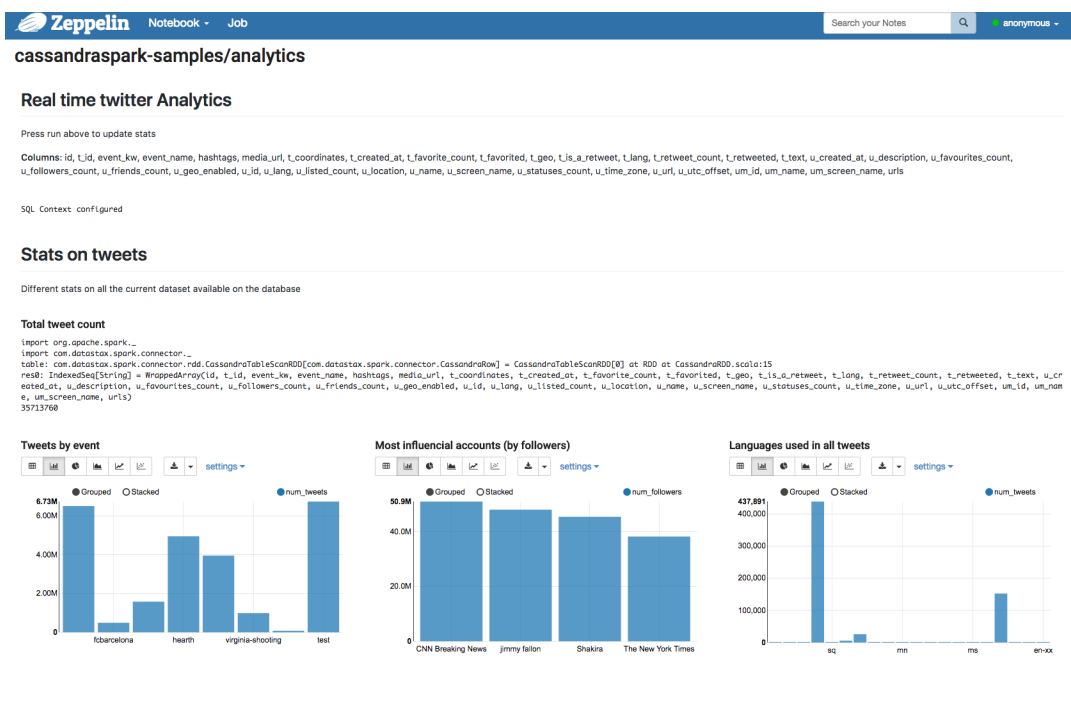 Zeppelin Notebook Job Search your Notes anonymous
cassandraspark-samples/analytics
Real time twitter Analytics
Press run above to update stats
Columns: id, t_id, event_kw, event_name, hashtags, media_url, t_coordinates, t_created_at, t_favorite_count, t_favorited, t_geo, t_is_a_retweet, t_lang, t_retweet_count, t_retweeted, t_text, u_created_at, u_description, u_favourites_count,
u_followers_count, u_friends_count, u_geo_enabled, u_id, u_lang, u_listed_count, u_location, u_name, u_screen_name, u_statuses_count, u_time_zone, u_url, u_utc_offset, um_id, um_name, um_screen_name, urls
SQL Context configured
Stats on tweets
Different stats on all the current dataset available on the database
Total tweet count
import org.apache.spark._
import com.datastax.spark.connector._
table: com.datastax.spark.connector.rdd.CassandraTableScanRDD[com.datastax.spark.connector.CassandraRow] = CassandraTableScanRDD[0] at RDD at CassandraRDD.scala:15
res0: IndexedSeq[String] = WrappedArray(id, t_id, event_kw, event_name, hashtags, media_url, t_coordinates, t_created_at, t_favorite_count, t_favorited, t_geo, t_is_a_retweet, t_lang, t_retweet_count, t_retweeted, t_text, u_cr
eated_at, u_description, u_favourites_count, u_followers_count, u_friends_count, u_geo_enabled, u_id, u_lang, u_listed_count, u_location, u_name, u_screen_name, u_statuses_count, u_time_zone, u_url, u_utc_offset, um_id, um_nam
e, um_screen_name, urls)
35713760
Tweets by event
settings
Grouped Stacked num_tweets
6.73M
6.00M
4.00M
2.00M
0
fcbarcelona hearth virginia-shooting test
Most influencial accounts (by followers)
settings
Grouped Stacked num_followers
50.9M
40.0M
20.0M
0
CNN Breaking News jimmy fallon Shakira The New York Times
Languages used in all tweets
settings
Grouped Stacked num_tweets
437,891
400,000
300,000
200,000
100,000
0
sq mn ms en-xx